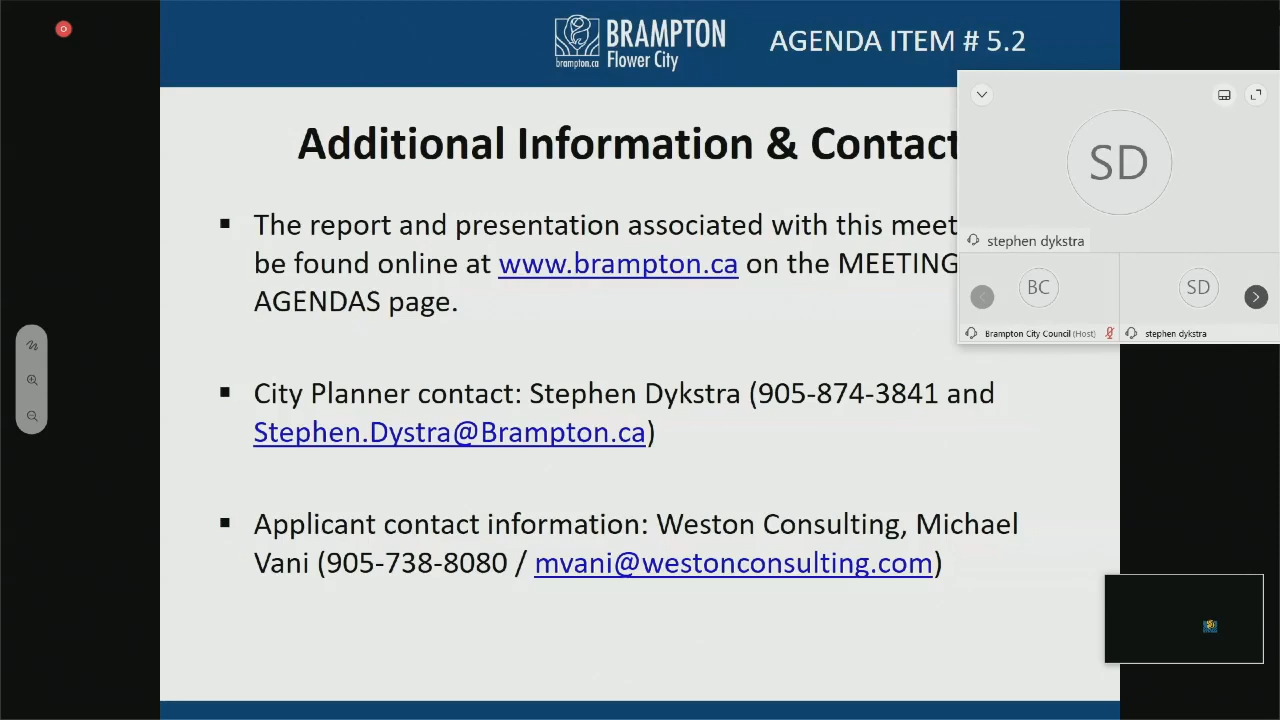 BRAMPTON
brampton.ca Flower City
AGENDA ITEM # 5.2
Additional Information & Contact
SD
stephen dykstra
BC
SD
Brampton City Council (Host)
stephen dykstra
▪ The report and presentation associated with this meet
be found online at www.brampton.ca on the MEETING
AGENDAS page.
▪ City Planner contact: Stephen Dykstra (905-874-3841 and
Stephen.Dystra@Brampton.ca)
▪ Applicant contact information: Weston Consulting, Michael
Vani (905-738-8080 / mvani@westonconsulting.com)